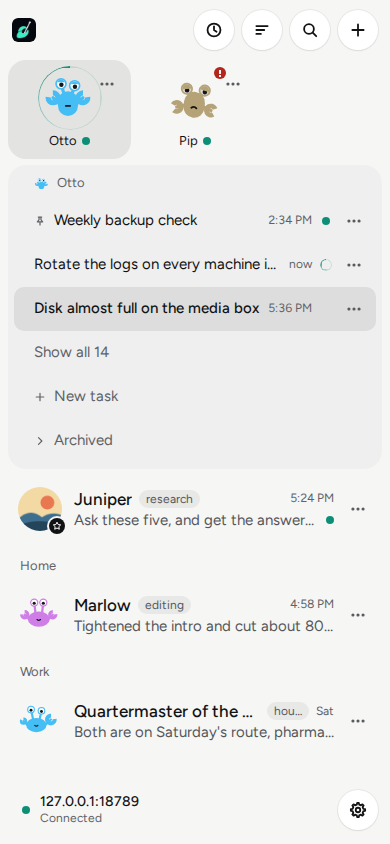 Otto
Pip
Otto
Weekly backup check 2:34 PM
Rotate the logs on every machine i... now
Disk almost full on the media box 5:36 PM
Show all 14
New task
Archived
Juniper research 5:24 PM
Ask these five, and get the answer...
Home
Marlow editing 4:58 PM
Tightened the intro and cut about 80...
Work
Quartermaster of the ... hou... Sat
Both are on Saturday's route, pharma...
127.0.0.1:18789
Connected